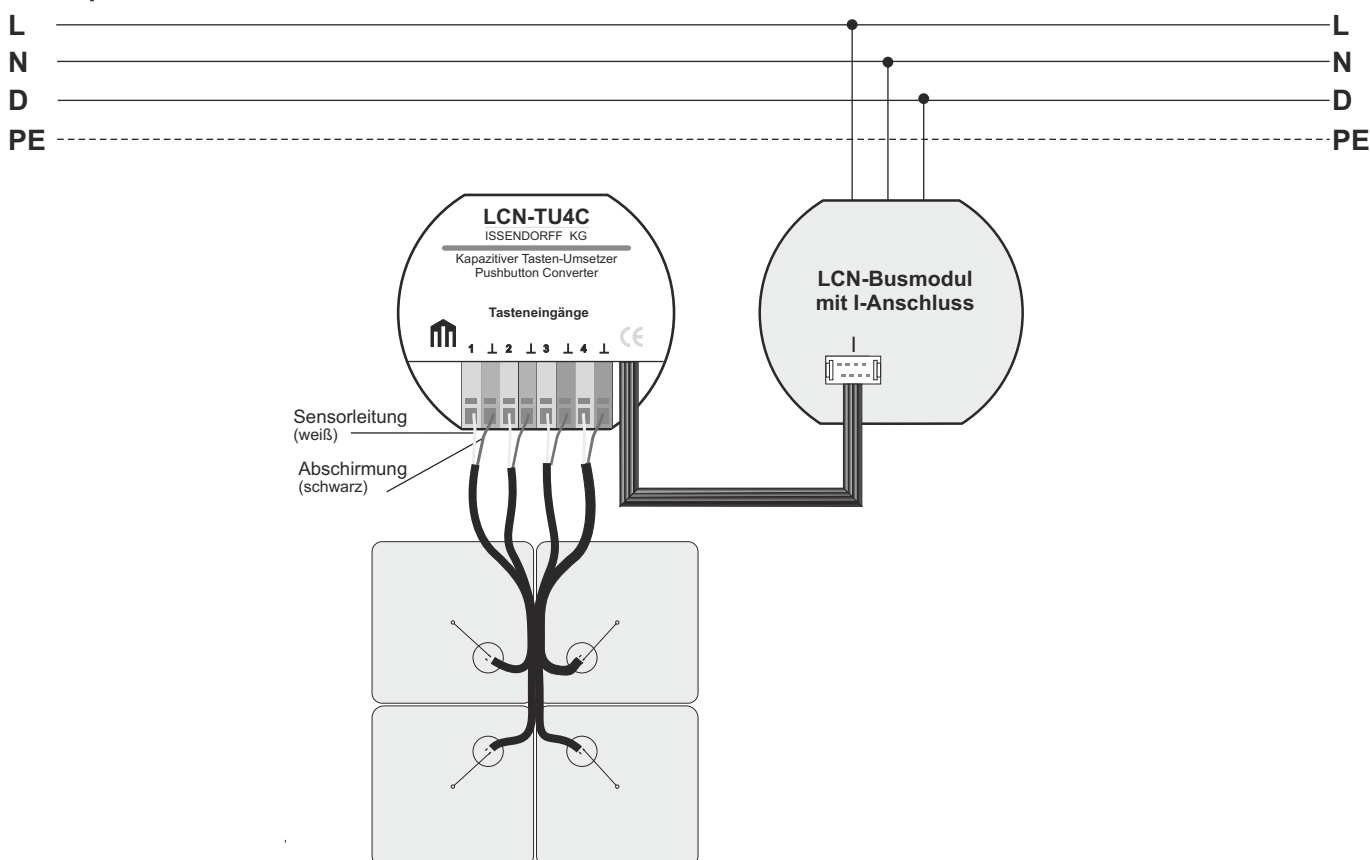 L L
N N
D D
PE PE
LCN-TU4C
ISSENDORFF KG
Kapazitiver Tasten-Umsetzer
Pushbutton Converter
Tasteneingänge
CE
1 ⊥ 2 ⊥ 3 ⊥ 4 ⊥
LCN-Busmodul
mit I-Anschluss
I
Sensorleitung
(weiß)
Abschirmung
(schwarz)